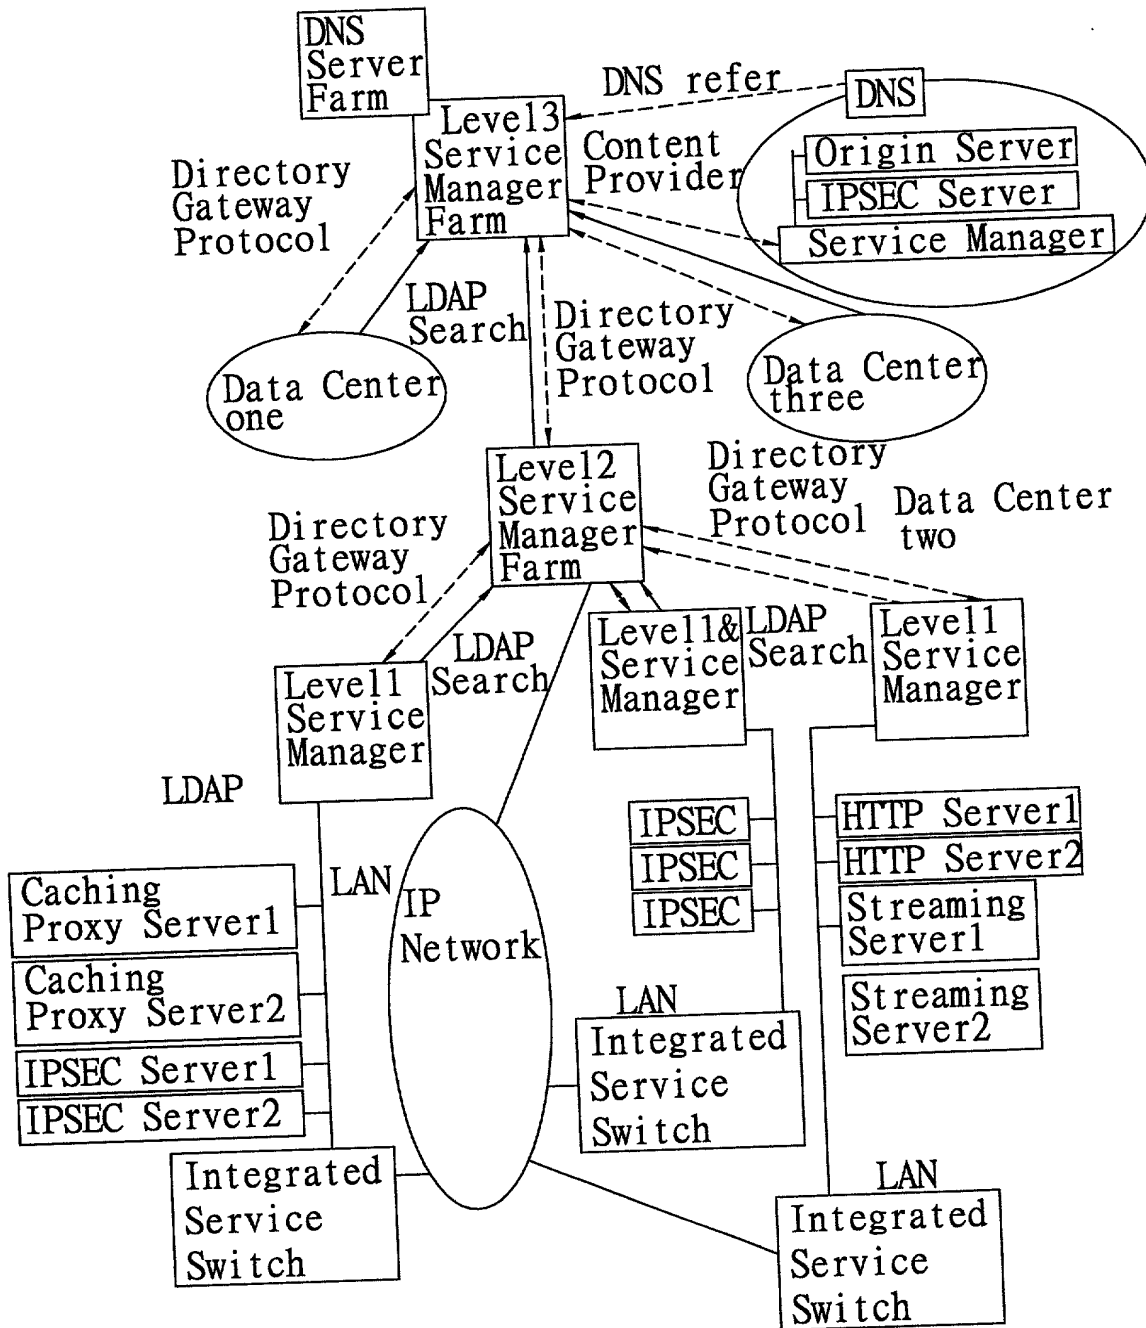 DNS
Server
Farm
DNS refer
DNS
Level3
Service
Manager
Farm
Content
Provider
Origin Server
IPSEC Server
Service Manager
Directory
Gateway
Protocol
LDAP
Search
Directory
Gateway
Protocol
Data Center
one
Data Center
three
Level2
Service
Manager
Farm
Directory
Gateway
Protocol
Data Center
two
Directory
Gateway
Protocol
LDAP
Search
Level1
Service
Manager
Level1&
Service
Manager
LDAP
Search
Level1
Service
Manager
LDAP
LAN
Caching
Proxy Server1
Caching
Proxy Server2
IPSEC Server1
IPSEC Server2
Integrated
Service
Switch
IP
Network
IPSEC
IPSEC
IPSEC
LAN
Integrated
Service
Switch
HTTP Server1
HTTP Server2
Streaming
Server1
Streaming
Server2
LAN
Integrated
Service
Switch